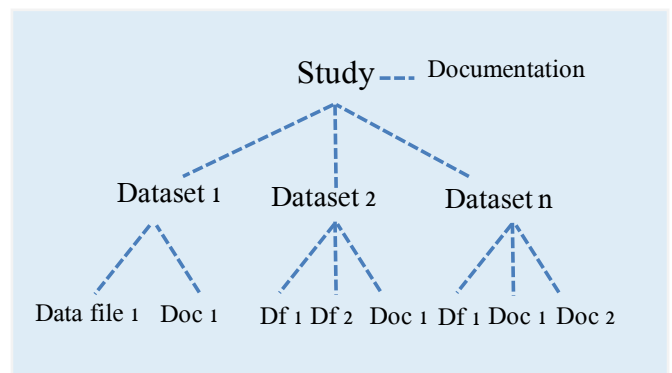 Study Documentation
Dataset 1 Dataset 2 Dataset n
Data file 1 Doc 1 Df 1 Df 2 Doc 1 Df 1 Doc 1 Doc 2